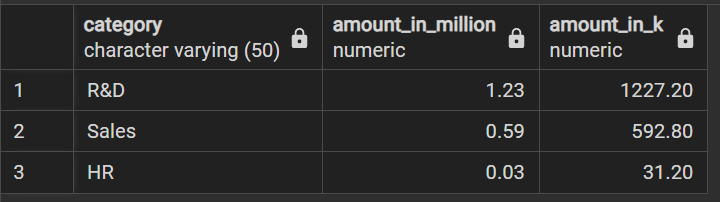 category amount_in_million amount_in_k
character varying (50) numeric numeric
1 R&D 1.23 1227.20
2 Sales 0.59 592.80
3 HR 0.03 31.20